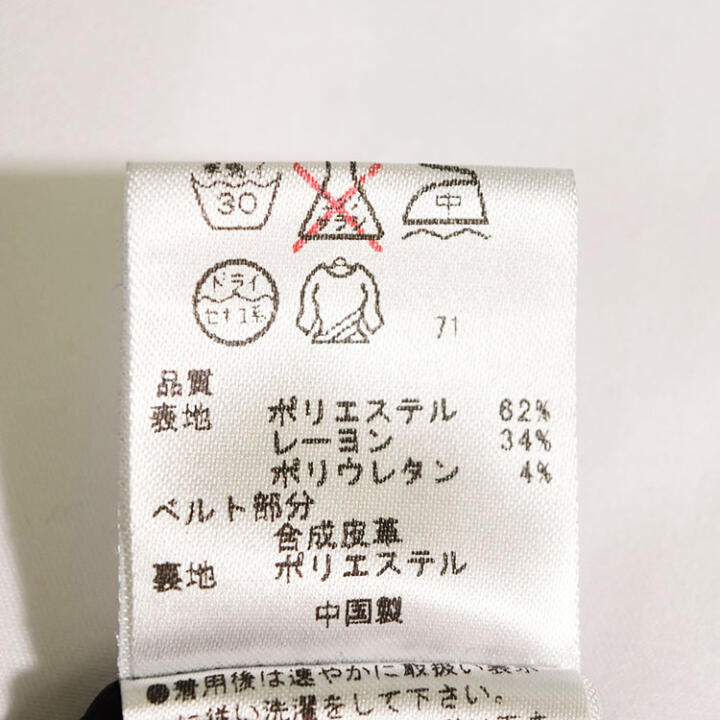 30
中
ドライ
セキユ系
71
品質
表地 ポリエステル 62%
レーヨン 34%
ポリウレタン 4%
ベルト部分
合成皮革
裏地 ポリエステル
中国製
●着用後は速やかに取扱い表示
に従い洗濯をして下さい。